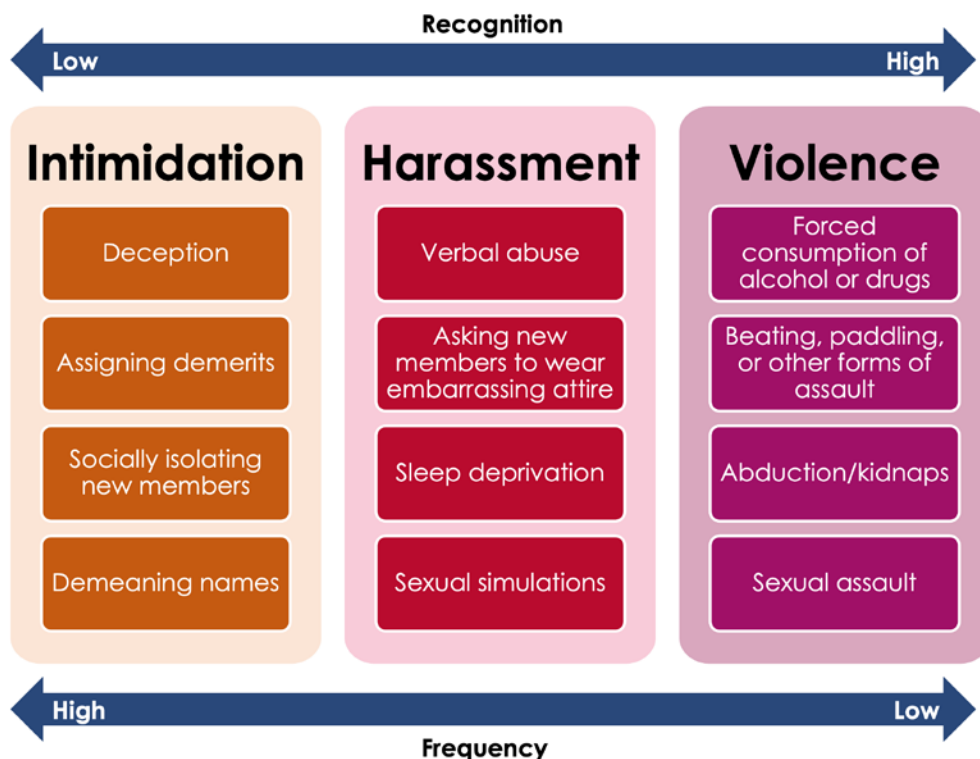 Recognition
Low
High
Intimidation
Deception
Assigning demerits
Socially isolating
new members
Demeaning names
Harassment
Verbal abuse
Asking new
members to wear
embarrassing attire
Sleep deprivation
Sexual simulations
Violence
Forced
consumption of
alcohol or drugs
Beating, paddling,
or other forms of
assault
Abduction/kidnaps
Sexual assault
High
Low
Frequency